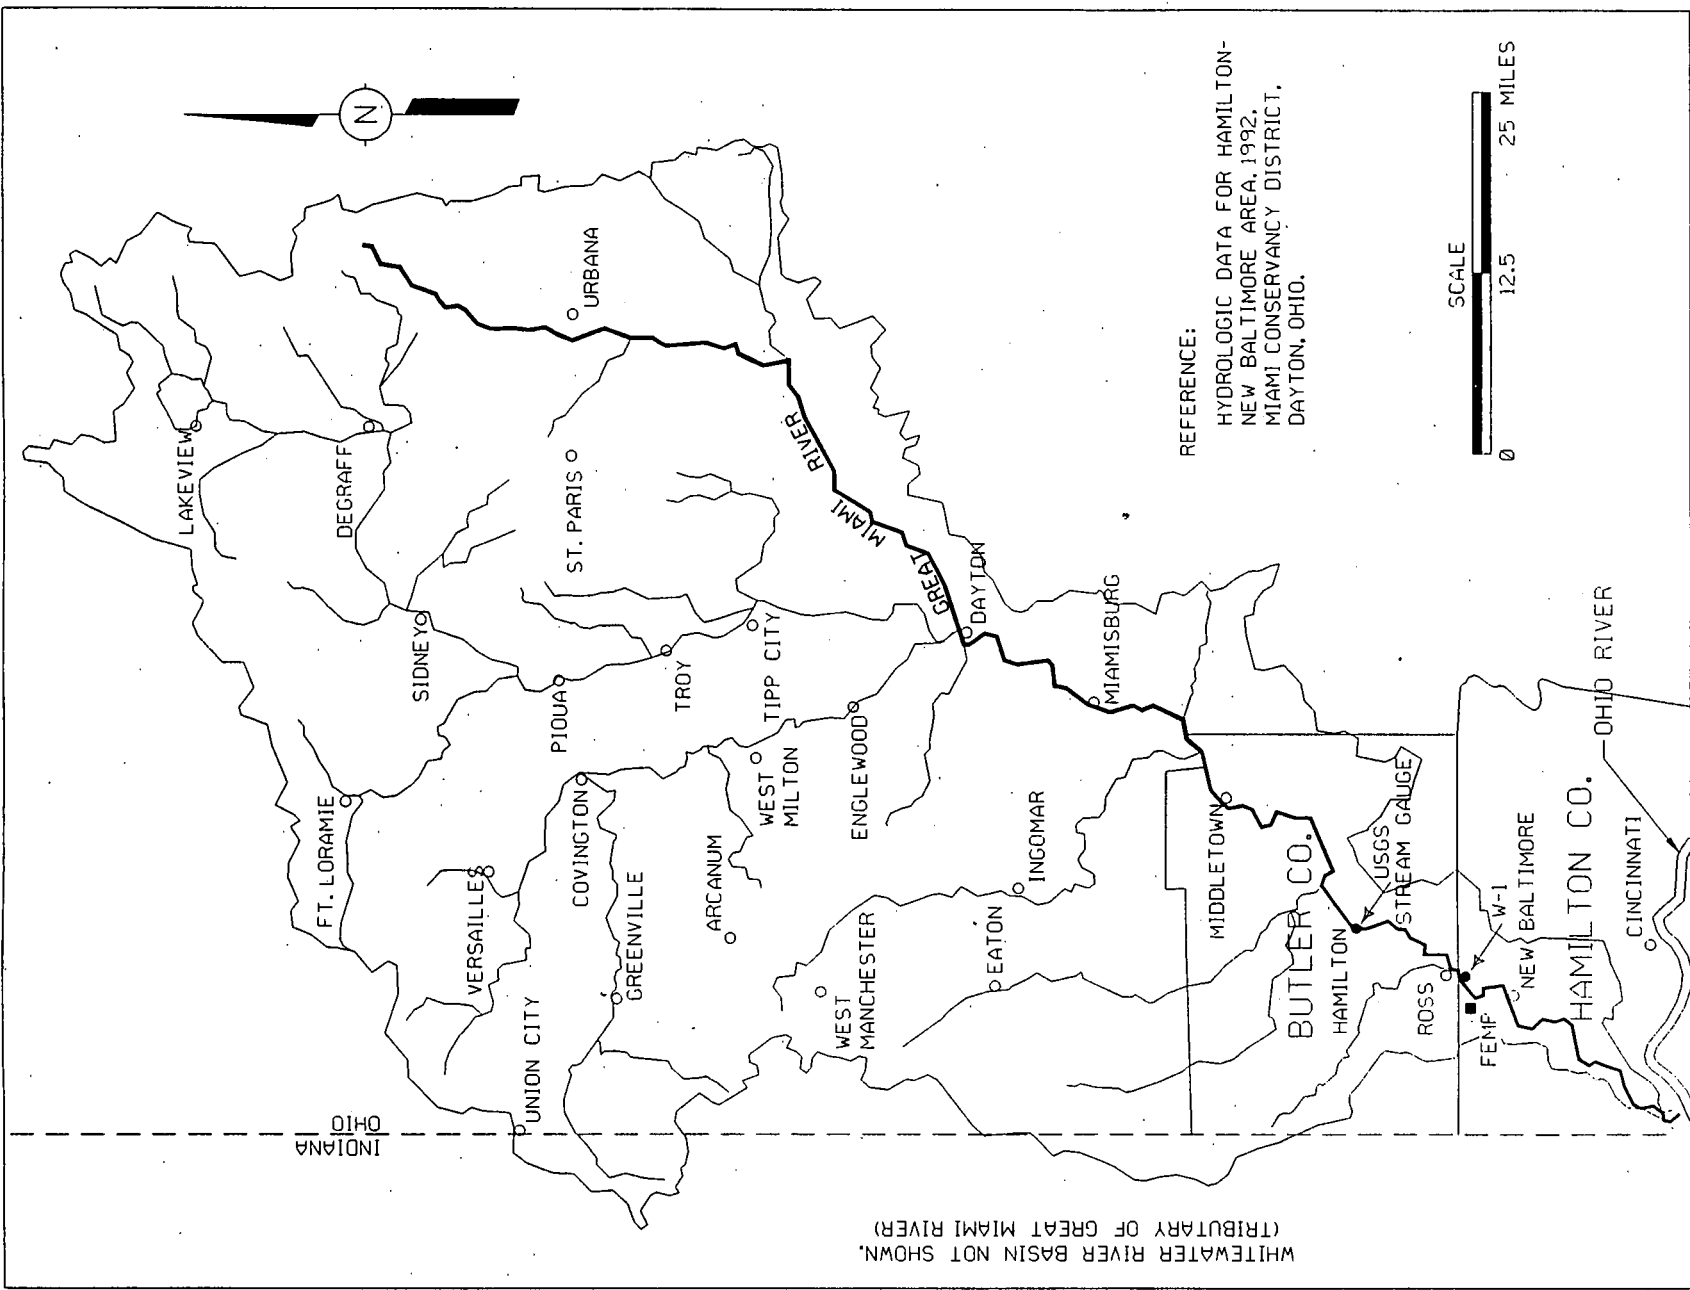 N
LAKEVIEW
DEGRAFF
URBANA
ST. PARIS
SIDNEY
PIQUA
TROY
TIPP CITY
FT. LORAMIE
VERSAILLES
COVINGTON
GREENVILLE
UNION CITY
ARCANUM
WEST
MILTON
ENGLEWOOD
INDIANA
OHIO
GREAT MIAMI RIVER
DAYTON
MIAMISBURG
WEST
MANCHESTER
EATON
INGOMAR
MIDDLETOWN
BUTLER CO.
HAMILTON
USGS
STREAM GAUGE
ROSS
W-1
FEMP
NEW BALTIMORE
HAMILTON CO.
CINCINNATI
OHIO RIVER
WHITEWATER RIVER BASIN NOT SHOWN.
(TRIBUTARY OF GREAT MIAMI RIVER)
REFERENCE:
HYDROLOGIC DATA FOR HAMILTON-
NEW BALTIMORE AREA, 1992,
MIAMI CONSERVANCY DISTRICT,
DAYTON, OHIO.
SCALE
0 12.5 25 MILES